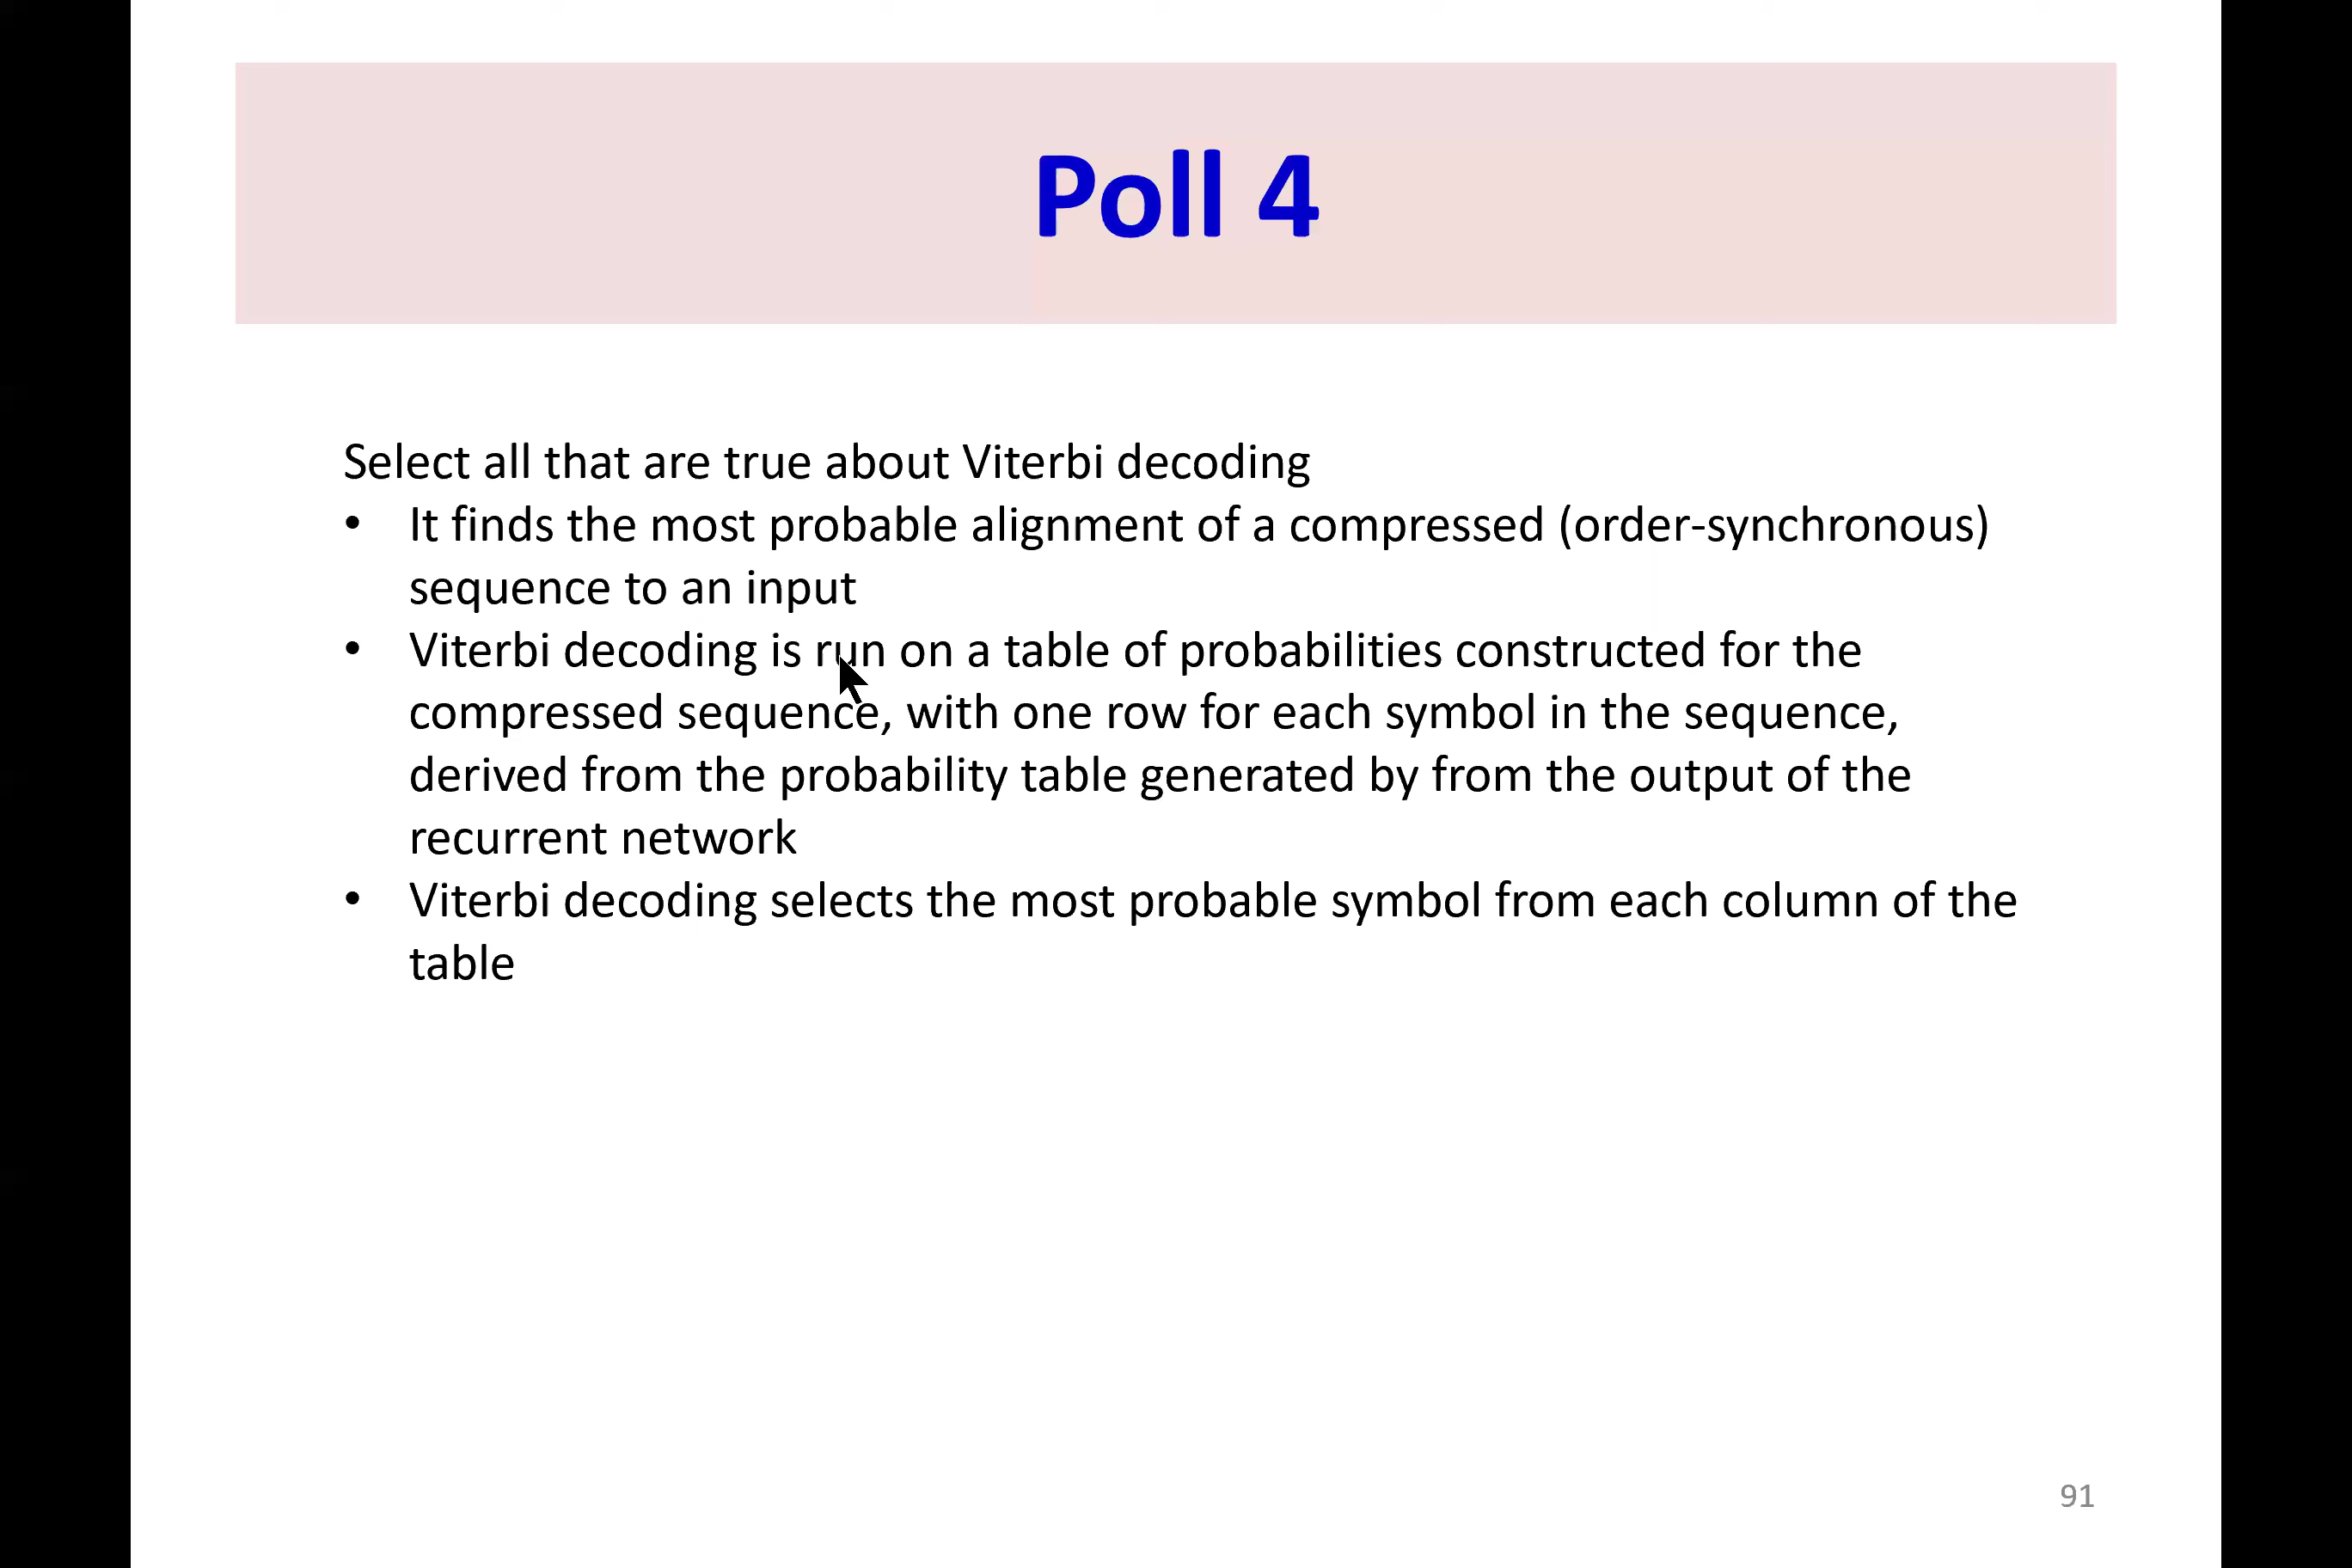 Poll 4
Select all that are true about Viterbi decoding
• It finds the most probable alignment of a compressed (order-synchronous)
sequence to an input
• Viterbi decoding is run on a table of probabilities constructed for the
compressed sequence, with one row for each symbol in the sequence,
derived from the probability table generated by from the output of the
recurrent network
• Viterbi decoding selects the most probable symbol from each column of the
table
91